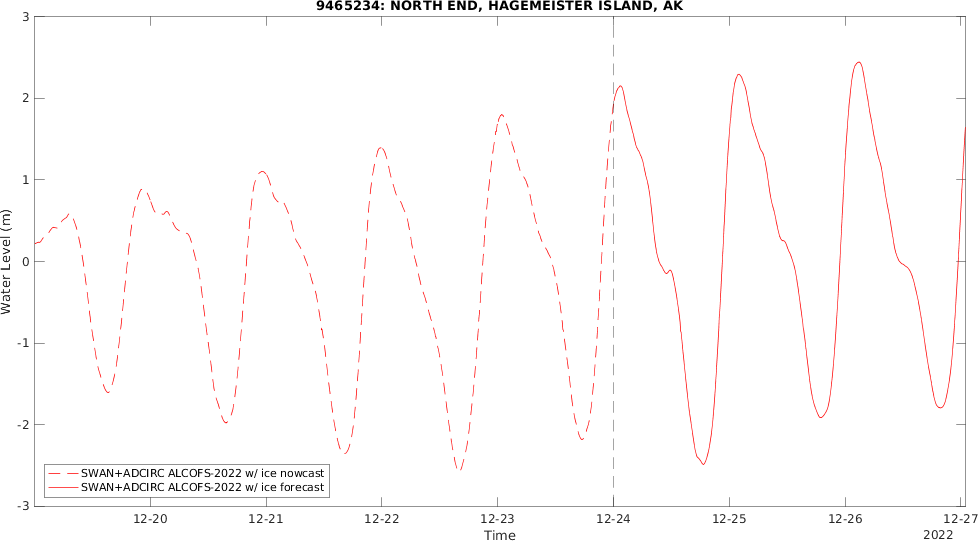 9465234: NORTH END, HAGEMEISTER ISLAND, AK
3
2
1
0
-1
-2
-3
Water Level (m)
SWAN+ADCIRC ALCOFS-2022 w/ ice nowcast
SWAN+ADCIRC ALCOFS-2022 w/ ice forecast
12-20 12-21 12-22 12-23 12-24 12-25 12-26 12-27
Time 2022